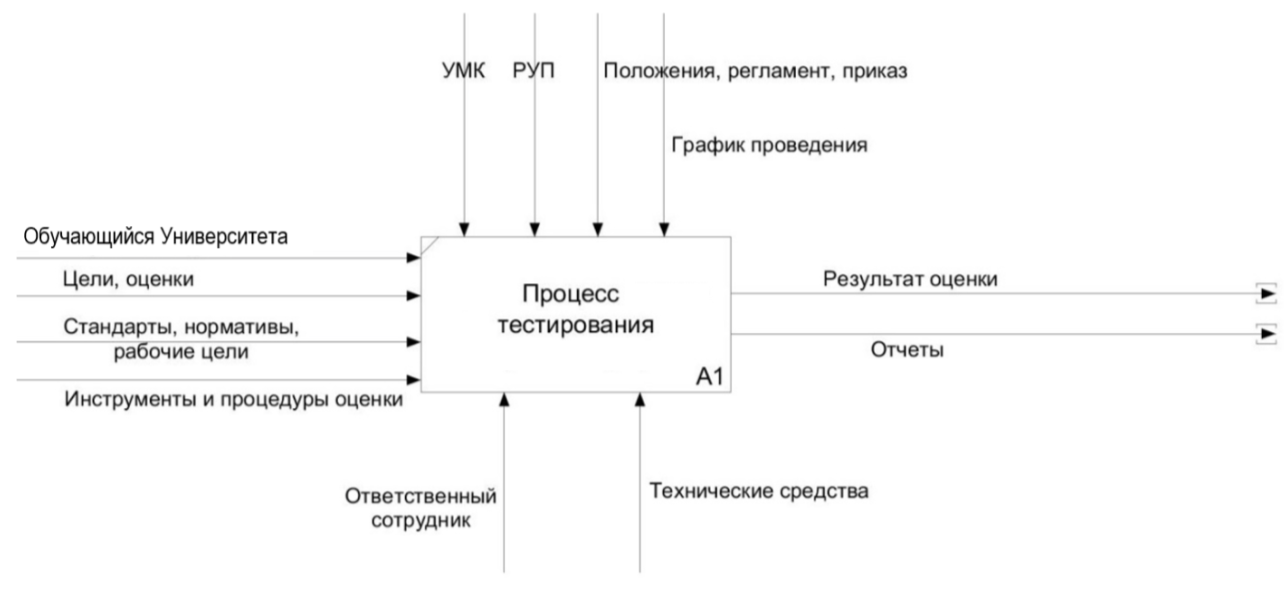 УМК РУП Положения, регламент, приказ
График проведения
Обучающийся Университета
Цели, оценки
Стандарты, нормативы,
рабочие цели
Инструменты и процедуры оценки
Процесс
тестирования
А1
Результат оценки
Отчеты
Ответственный
сотрудник
Технические средства